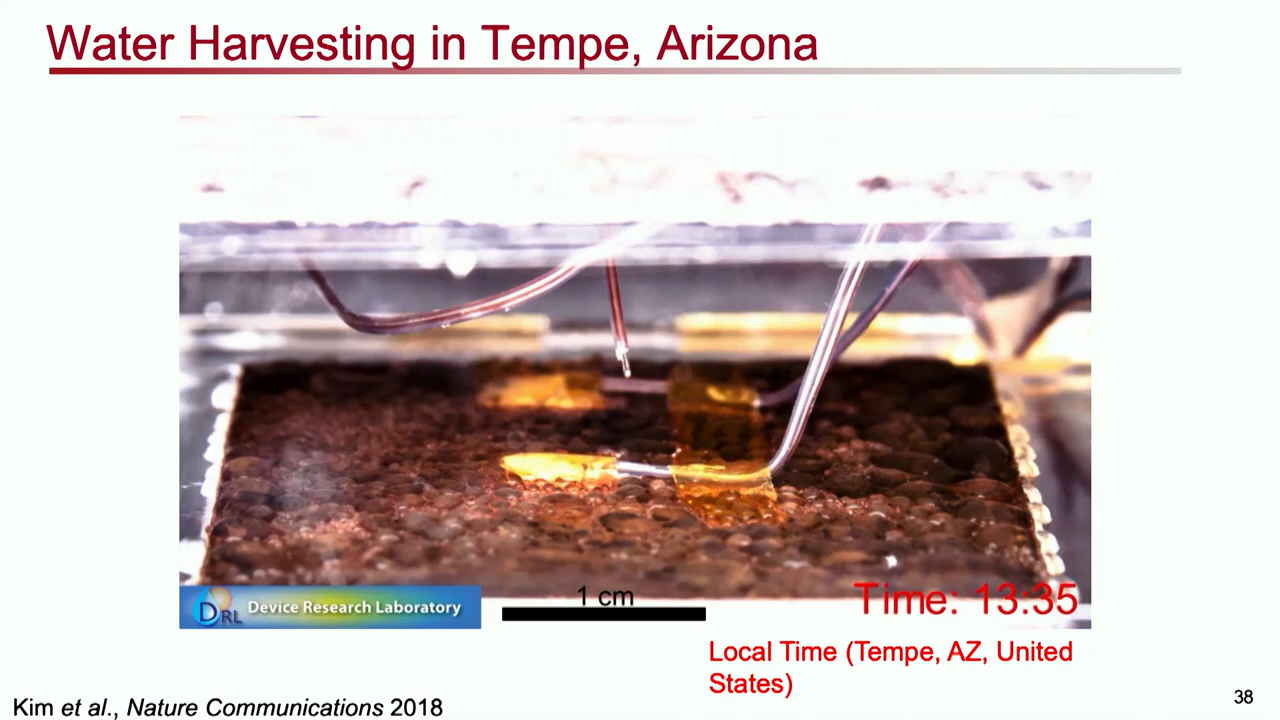 Water Harvesting in Tempe, Arizona
DRL Device Research Laboratory
1 cm
Time: 13:35
Local Time (Tempe, AZ, United
States)
Kim et al., Nature Communications 2018
38